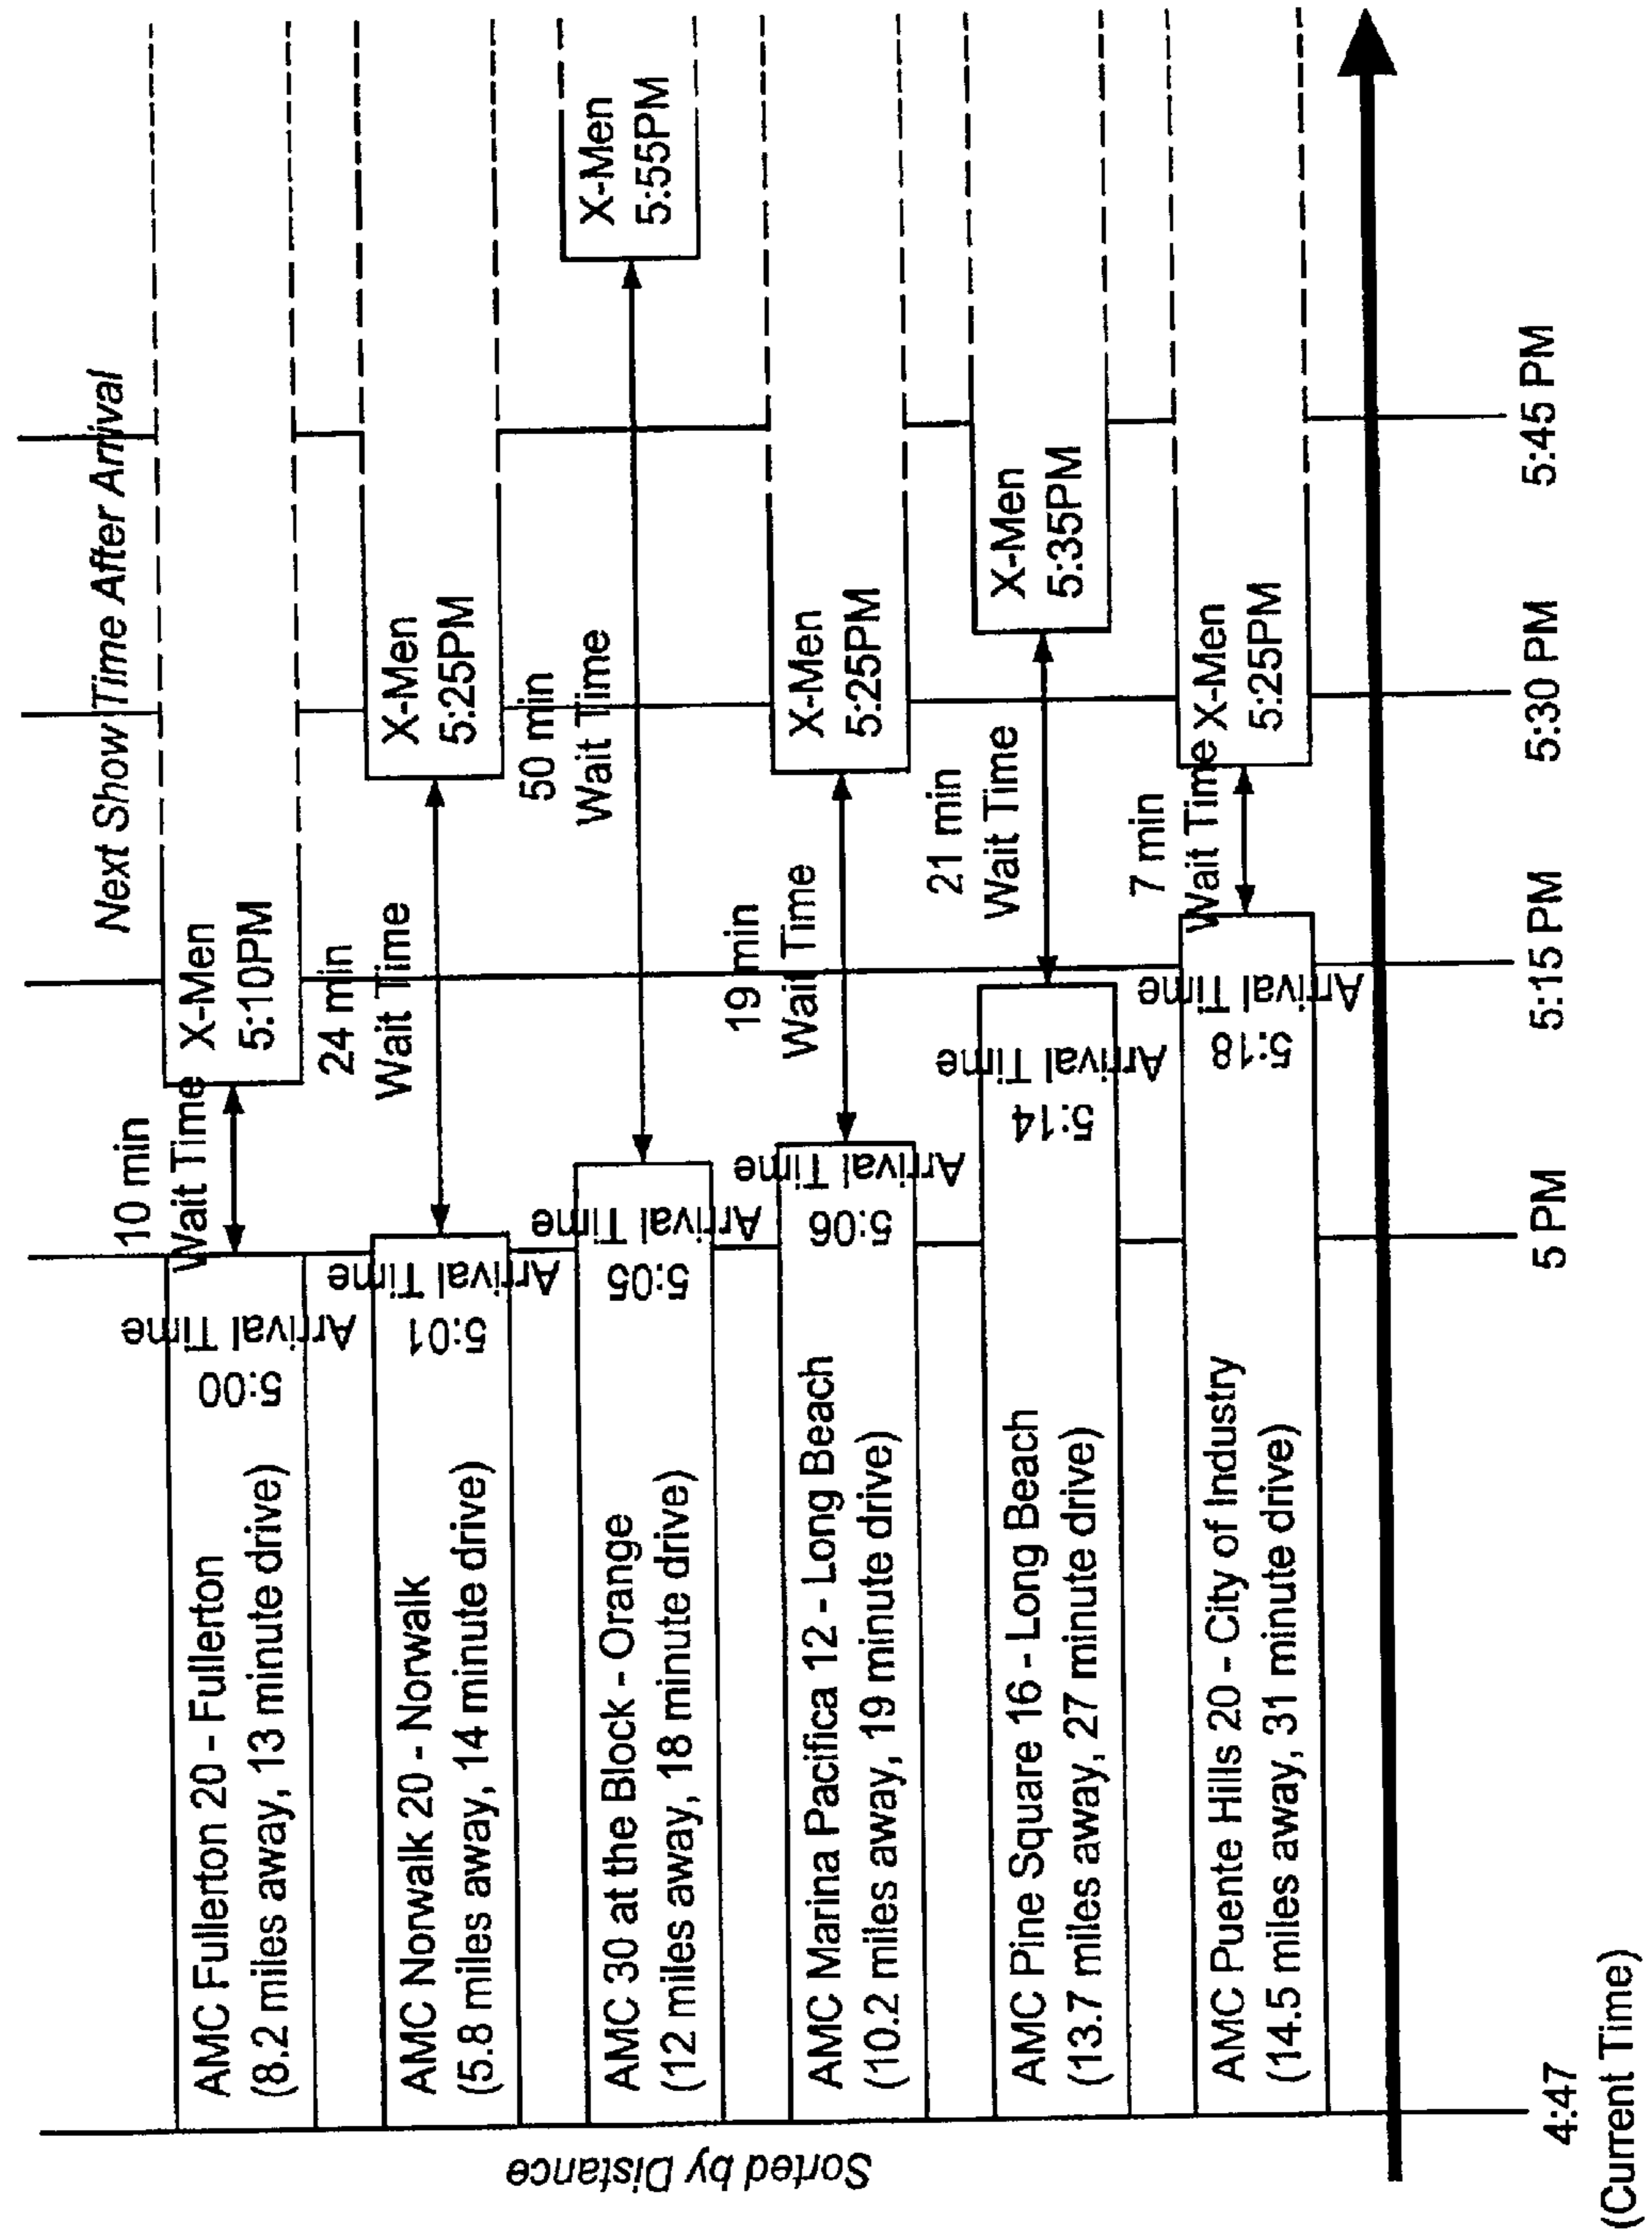 Next Show Time After Arrival
Sorted by Distance
AMC Fullerton 20 - Fullerton
(8.2 miles away, 13 minute drive)
5:00
Arrival Time
10 min
Wait Time
X-Men
5:10PM
AMC Norwalk 20 - Norwalk
(5.8 miles away, 14 minute drive)
5:01
Arrival Time
24 min
Wait Time
X-Men
5:25PM
AMC 30 at the Block - Orange
(12 miles away, 18 minute drive)
5:05
Arrival Time
50 min
Wait Time
X-Men
5:55PM
AMC Marina Pacifica 12 - Long Beach
(10.2 miles away, 19 minute drive)
5:06
Arrival Time
19 min
Wait Time
X-Men
5:25PM
AMC Pine Square 16 - Long Beach
(13.7 miles away, 27 minute drive)
5:14
Arrival Time
21 min
Wait Time
X-Men
5:35PM
AMC Puente Hills 20 - City of Industry
(14.5 miles away, 31 minute drive)
5:18
Arrival Time
7 min
Wait Time
X-Men
5:25PM
4:47
(Current Time)
5 PM
5:15 PM
5:30 PM
5:45 PM